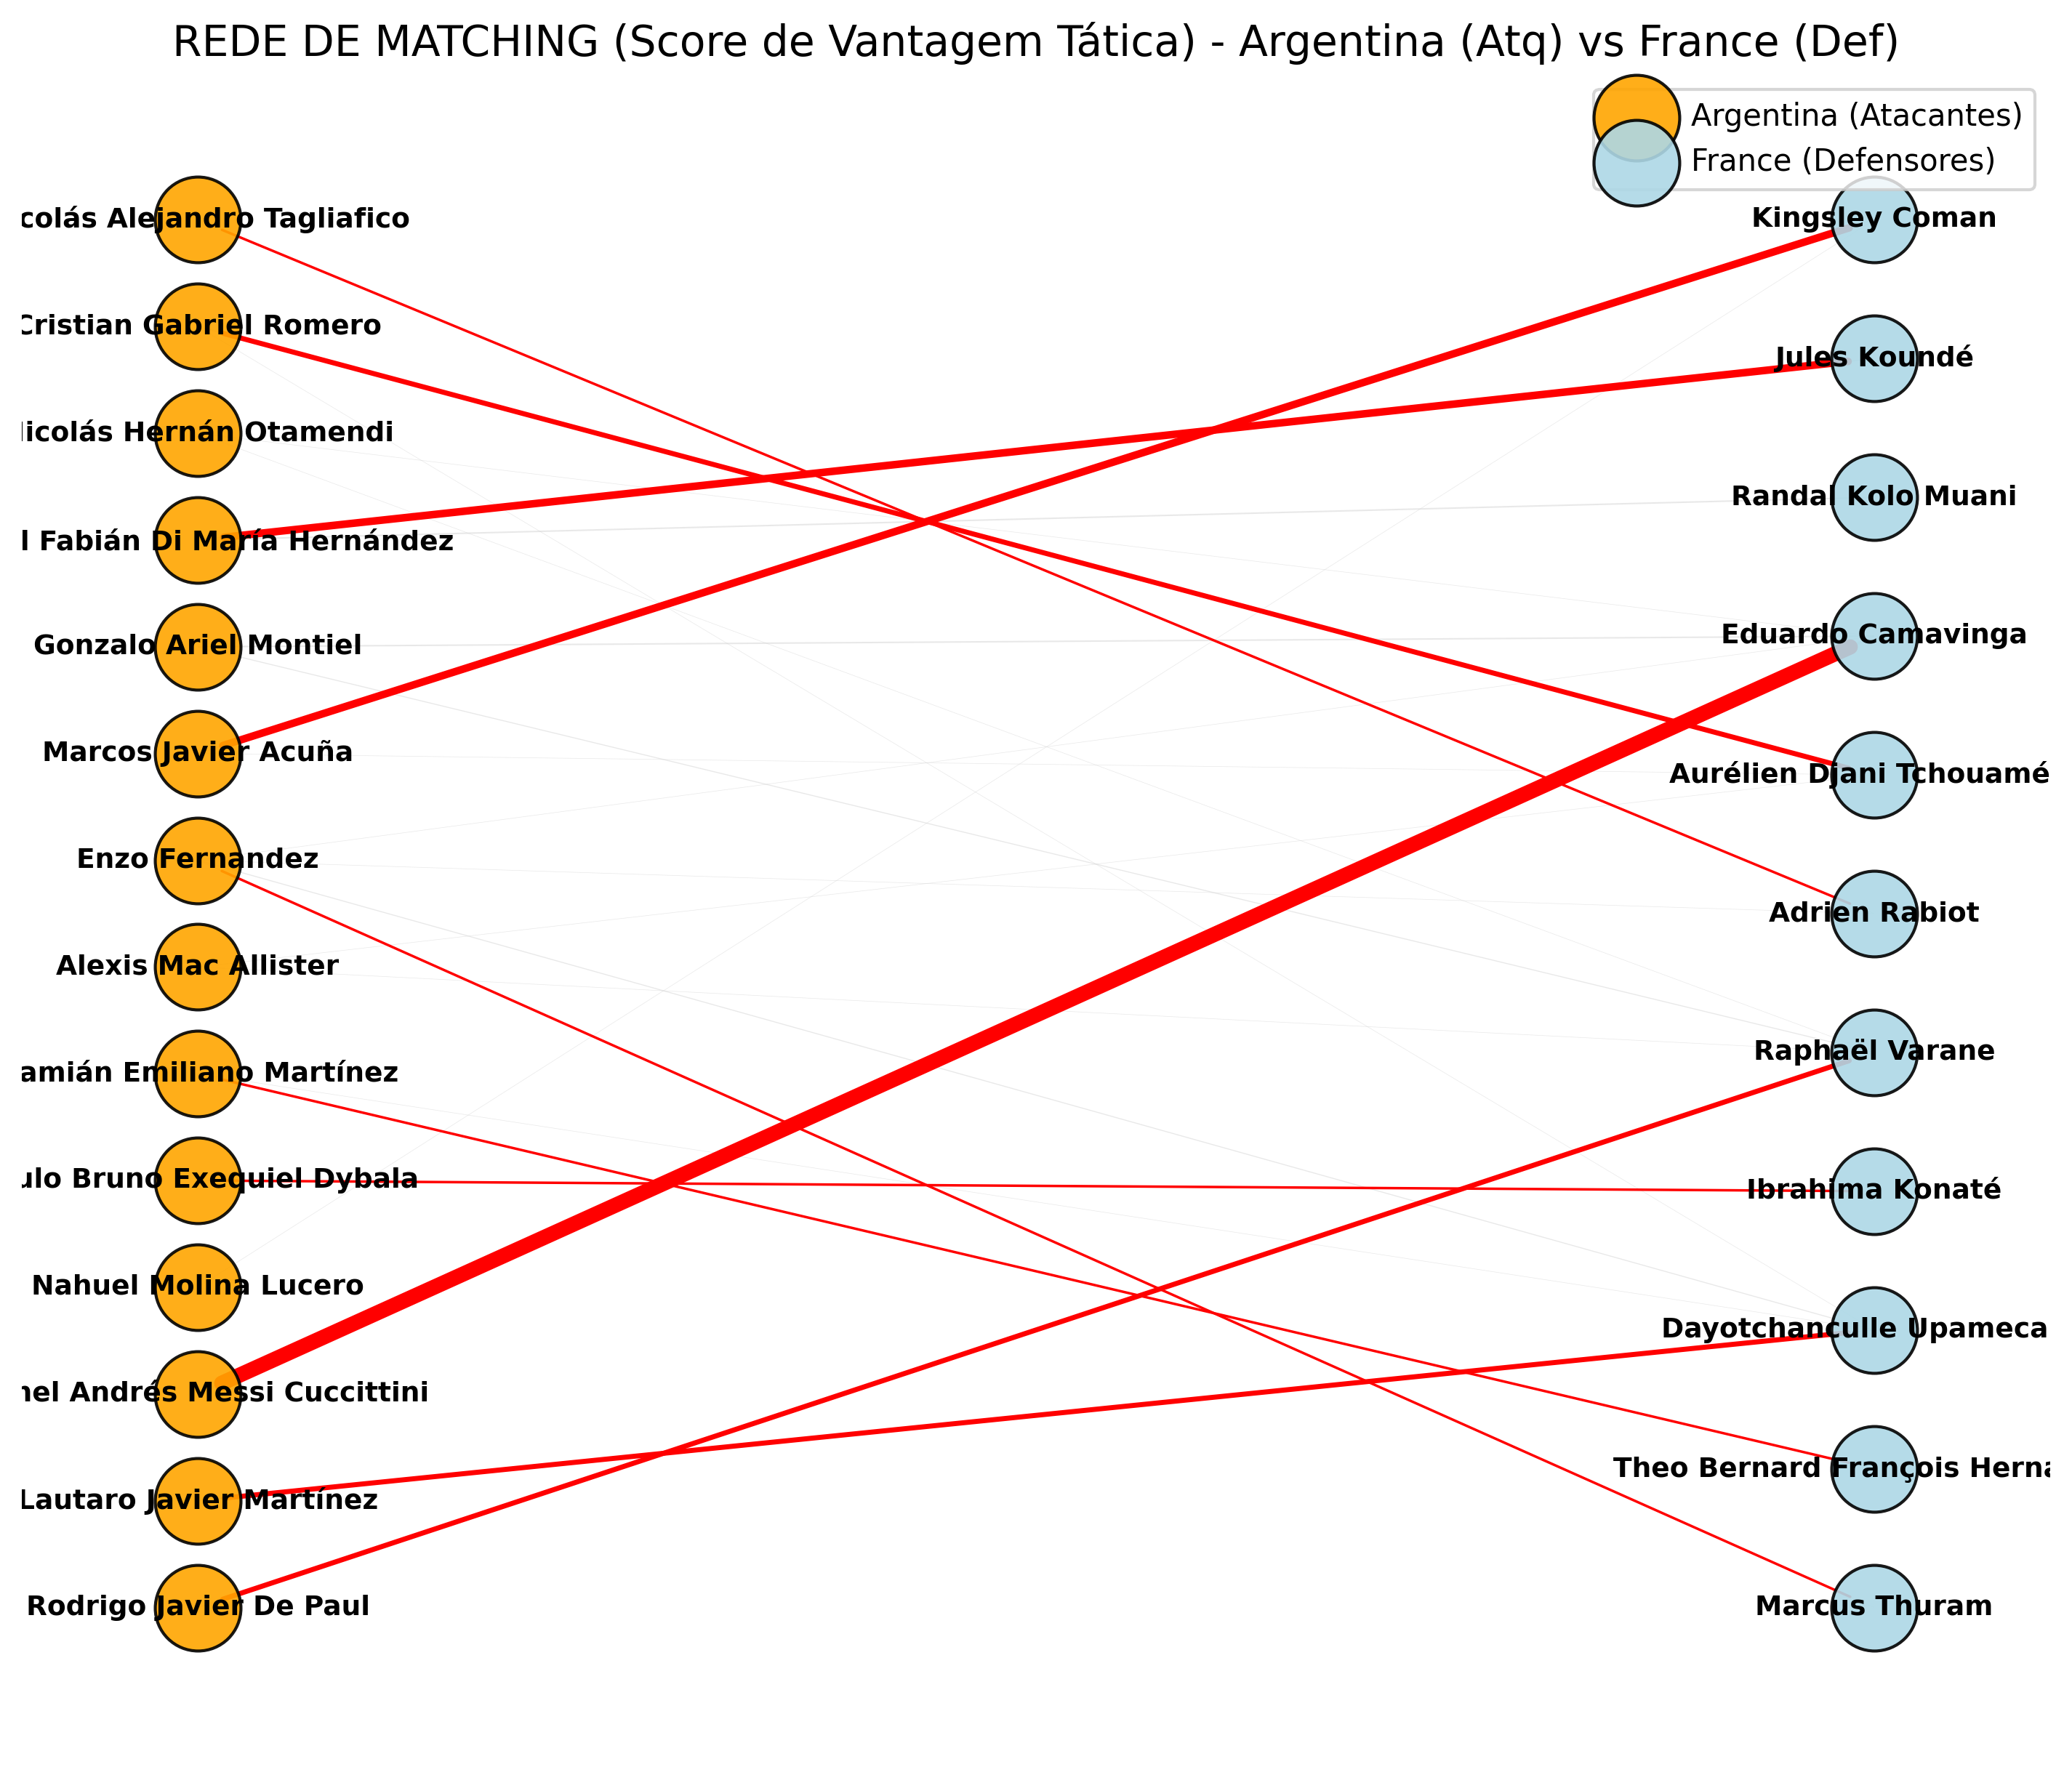 REDE DE MATCHING (Score de Vantagem Tática) - Argentina (Atq) vs France (Def)
Argentina (Atacantes)
France (Defensores)
colás Alejandro Tagliafico
Cristian Gabriel Romero
icolás Hernán Otamendi
l Fabián Di María Hernández
Gonzalo Ariel Montiel
Marcos Javier Acuña
Enzo Fernandez
Alexis Mac Allister
amián Emiliano Martínez
ulo Bruno Exequiel Dybala
Nahuel Molina Lucero
nel Andrés Messi Cuccittini
Lautaro Javier Martínez
Rodrigo Javier De Paul
Kingsley Coman
Jules Koundé
Randal Kolo Muani
Eduardo Camavinga
Aurélien Djani Tchouamé
Adrien Rabiot
Raphaël Varane
Ibrahima Konaté
Dayotchanculle Upameca
Theo Bernard François Herna
Marcus Thuram